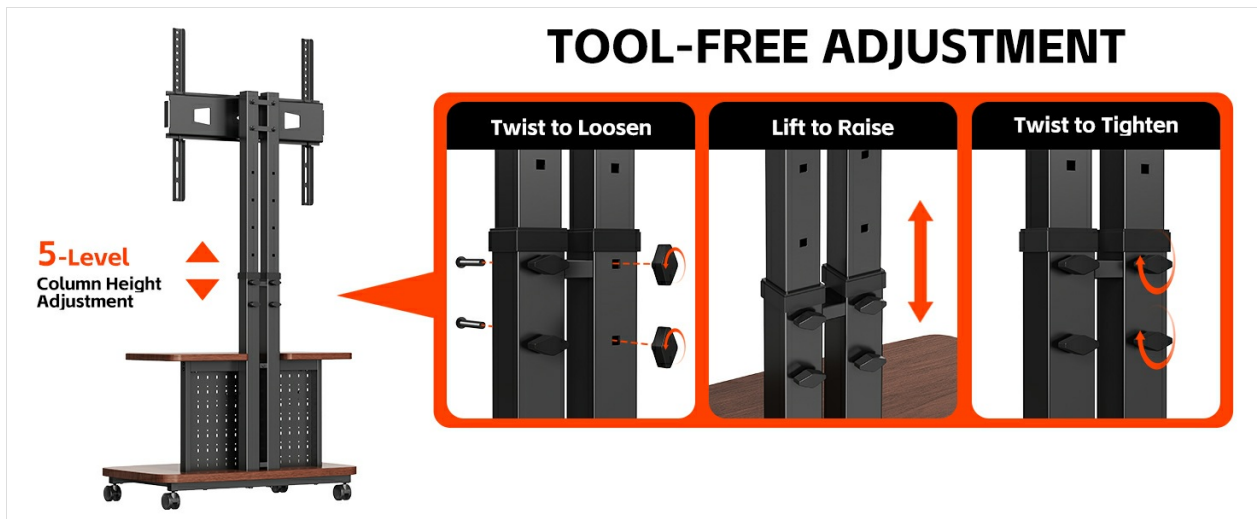 TOOL-FREE ADJUSTMENT
Twist to Loosen
Lift to Raise
Twist to Tighten
5-Level
Column Height
Adjustment